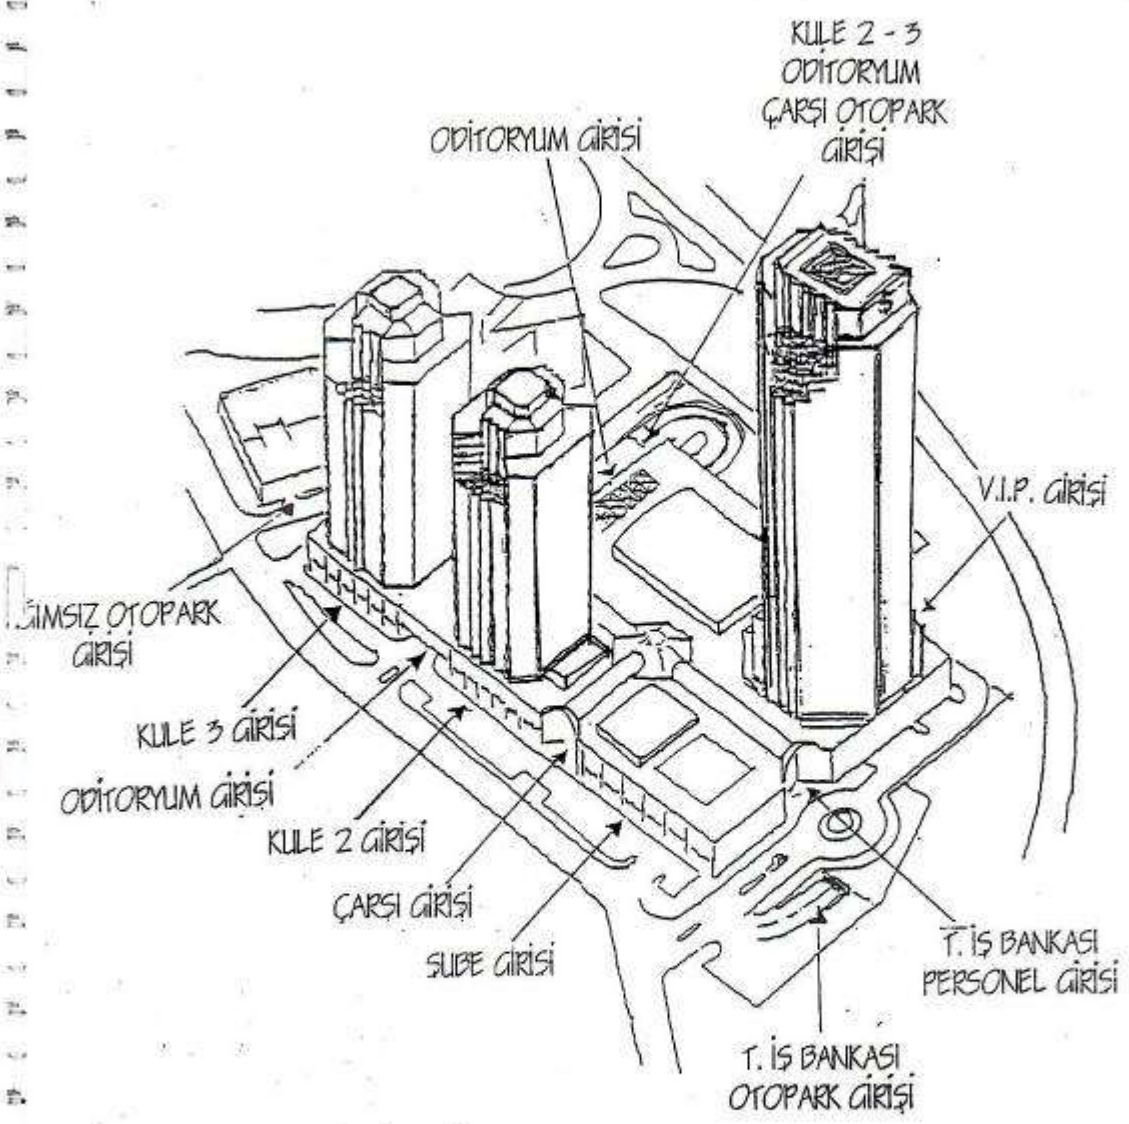 KULE 2 - 3
ODİTORYUM
ÇARŞI OTOPARK
GİRİŞİ
ODİTORYUM GİRİŞİ
V.I.P. GİRİŞİ
OTOPARK
GİRİŞİ
KULE 3 GİRİŞİ
ODİTORYUM GİRİŞİ
KULE 2 GİRİŞİ
ÇARŞI GİRİŞİ
ŞUBE GİRİŞİ
T. İŞ BANKASI
PERSONEL GİRİŞİ
T. İŞ BANKASI
OTOPARK GİRİŞİ